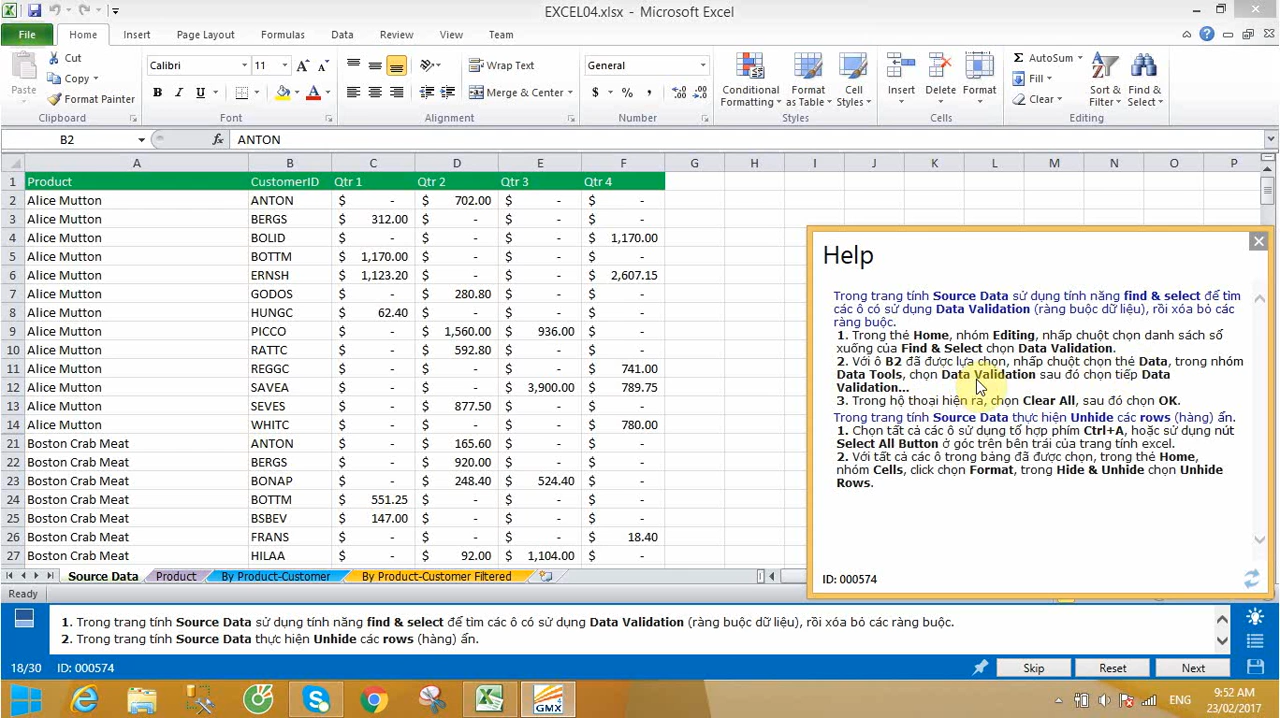 EXCEL04.xlsx - Microsoft Excel
File Home Insert Page Layout Formulas Data Review View Team
Cut
Copy
Format Painter
Paste
Clipboard
Calibri 11
B I U A
Font
Wrap Text
Merge & Center
Alignment
General
$ % ,
Number
Conditional Formatting
Format as Table
Cell Styles
Styles
Insert Delete Format
Cells
AutoSum
Fill
Clear
Sort & Filter
Find & Select
Editing
B2 fx ANTON
A B C D E F G H I J K L M N O P
1 Product CustomerID Qtr 1 Qtr 2 Qtr 3 Qtr 4
2 Alice Mutton ANTON $ - $ 702.00 $ - $ -
3 Alice Mutton BERGS $ 312.00 $ - $ - $ -
4 Alice Mutton BOLID $ - $ - $ - $ 1,170.00
5 Alice Mutton BOTTM $ 1,170.00 $ - $ - $ -
6 Alice Mutton ERNSH $ 1,123.20 $ - $ - $ 2,607.15
7 Alice Mutton GODOS $ - $ 280.80 $ - $ -
8 Alice Mutton HUNGC $ 62.40 $ - $ - $ -
9 Alice Mutton PICCO $ - $ 1,560.00 $ 936.00 $ -
10 Alice Mutton RATTC $ - $ 592.80 $ - $ -
11 Alice Mutton REGGC $ - $ - $ - $ 741.00
12 Alice Mutton SAVEA $ - $ - $ 3,900.00 $ 789.75
13 Alice Mutton SEVES $ - $ 877.50 $ - $ -
14 Alice Mutton WHITC $ - $ - $ - $ 780.00
21 Boston Crab Meat ANTON $ - $ 165.60 $ - $ -
22 Boston Crab Meat BERGS $ - $ 920.00 $ - $ -
23 Boston Crab Meat BONAP $ - $ 248.40 $ 524.40 $ -
24 Boston Crab Meat BOTTM $ 551.25 $ - $ - $ -
25 Boston Crab Meat BSBEV $ 147.00 $ - $ - $ -
26 Boston Crab Meat FRANS $ - $ - $ - $ 18.40
27 Boston Crab Meat HILAA $ - $ 92.00 $ 1,104.00 $ -
Source Data Product By Product-Customer By Product-Customer Filtered
Ready
Help
Trong trang tính Source Data sử dụng tính năng find & select để tìm
các ô có sử dụng Data Validation (ràng buộc dữ liệu), rồi xóa bỏ các
ràng buộc.
1. Trong thẻ Home, nhóm Editing, nhấp chuột chọn danh sách sổ
xuống của Find & Select chọn Data Validation.
2. Với ô B2 đã được lựa chọn, nhấp chuột chọn thẻ Data, trong nhóm
Data Tools, chọn Data Validation sau đó chọn tiếp Data
Validation...
3. Trong hộ thoại hiện ra, chọn Clear All, sau đó chọn OK.
Trong trang tính Source Data thực hiện Unhide các rows (hàng) ẩn.
1. Chọn tất cả các ô sử dụng tổ hợp phím Ctrl+A, hoặc sử dụng nút
Select All Button ở góc trên bên trái của trang tính excel.
2. Với tất cả các ô trong bảng đã được chọn, trong thẻ Home,
nhóm Cells, click chọn Format, trong Hide & Unhide chọn Unhide
Rows.
ID: 000574
1. Trong trang tính Source Data sử dụng tính năng find & select để tìm các ô có sử dụng Data Validation (ràng buộc dữ liệu), rồi xóa bỏ các ràng buộc.
2. Trong trang tính Source Data thực hiện Unhide các rows (hàng) ẩn.
18/30 ID: 000574 Skip Reset Next
GMX
ENG
9:52 AM
23/02/2017